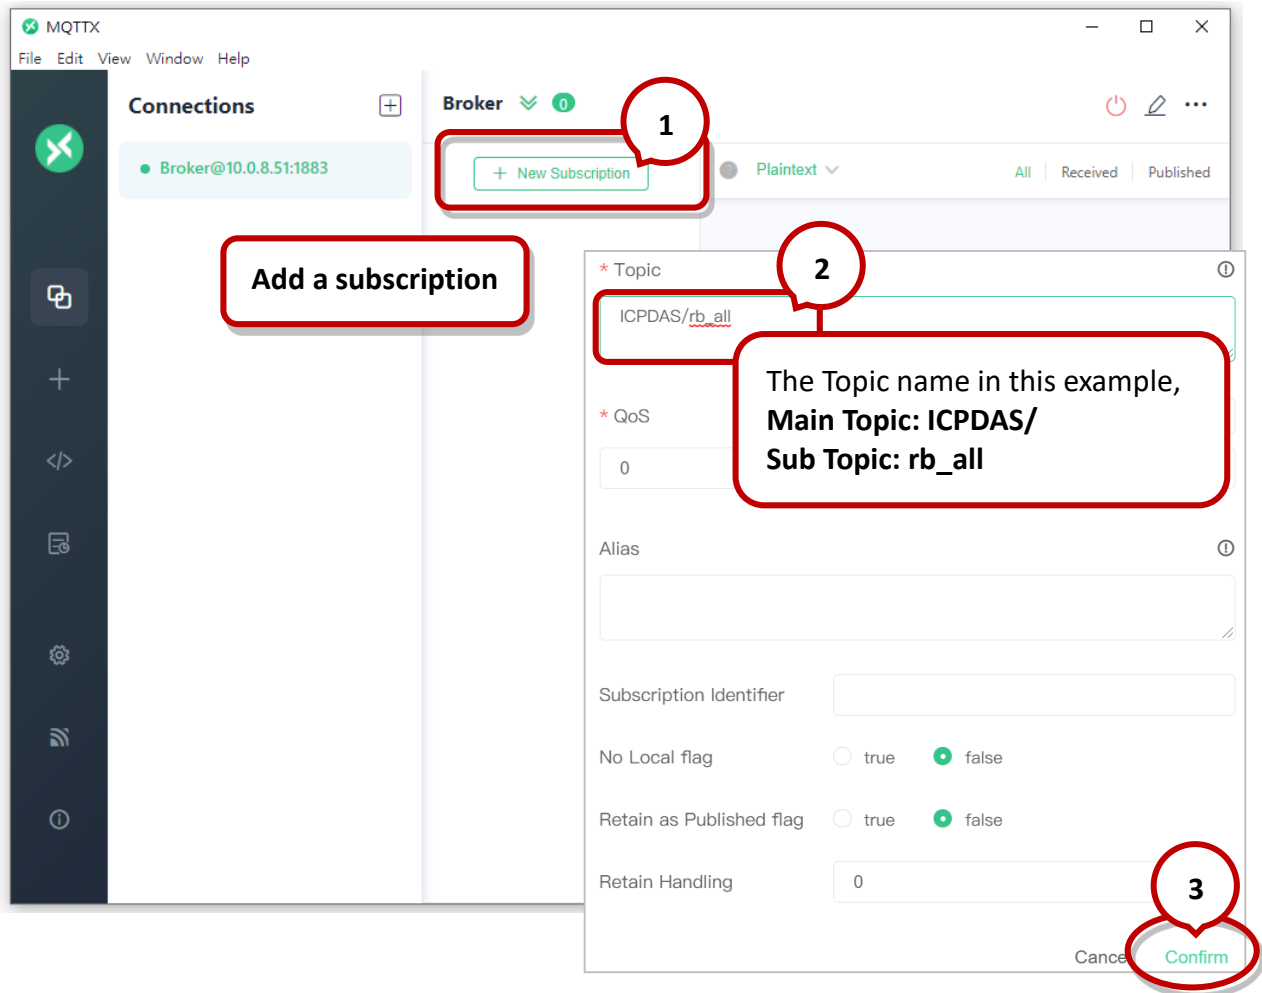 MQTTX
File Edit View Window Help
Connections
Broker 0
1
Broker@10.0.8.51:1883
+ New Subscription
Plaintext
All Received Published
Add a subscription
* Topic
2
ICPDAS/rb_all
The Topic name in this example,
Main Topic: ICPDAS/
Sub Topic: rb_all
* QoS
0
Alias
Subscription Identifier
No Local flag true false
Retain as Published flag true false
Retain Handling 0
3
Cance Confirm